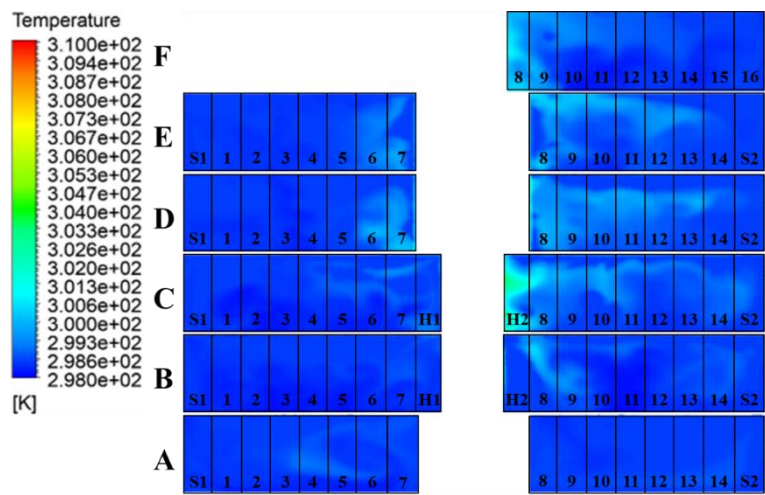 Temperature
3.100e+02
3.094e+02
3.087e+02
3.080e+02
3.073e+02
3.067e+02
3.060e+02
3.053e+02
3.047e+02
3.040e+02
3.033e+02
3.026e+02
3.020e+02
3.013e+02
3.006e+02
3.000e+02
2.993e+02
2.986e+02
2.980e+02
[K]
F 8 9 10 11 12 13 14 15 16
E S1 1 2 3 4 5 6 7 8 9 10 11 12 13 14 S2
D S1 1 2 3 4 5 6 7 8 9 10 11 12 13 14 S2
C S1 1 2 3 4 5 6 7 H1 H2 8 9 10 11 12 13 14 S2
B S1 1 2 3 4 5 6 7 H1 H2 8 9 10 11 12 13 14 S2
A S1 1 2 3 4 5 6 7 8 9 10 11 12 13 14 S2